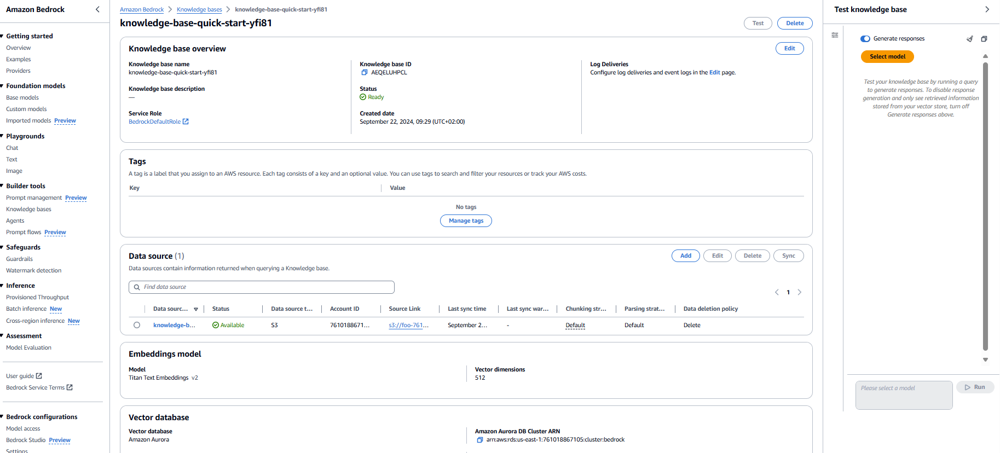 Amazon Bedrock
Getting started
Overview
Examples
Providers
Foundation models
Base models
Custom models
Imported models Preview
Playgrounds
Chat
Text
Image
Builder tools
Prompt management Preview
Knowledge bases
Agents
Prompt flows Preview
Safeguards
Guardrails
Watermark detection
Inference
Provisioned Throughput
Batch inference New
Cross-region inference New
Assessment
Model Evaluation
User guide
Bedrock Service Terms
Bedrock configurations
Model access
Bedrock Studio Preview
Settings
Amazon Bedrock > Knowledge bases > knowledge-base-quick-start-yfi81
knowledge-base-quick-start-yfi81
Test Delete
Knowledge base overview
Edit
Knowledge base name
knowledge-base-quick-start-yfi81
Knowledge base description
—
Service Role
BedrockDefaultRole
Knowledge base ID
AEQELUHPCL
Status
Ready
Created date
September 22, 2024, 09:29 (UTC+02:00)
Log Deliveries
Configure log deliveries and event logs in the Edit page.
Tags
A tag is a label that you assign to an AWS resource. Each tag consists of a key and an optional value. You can use tags to search and filter your resources or track your AWS costs.
Key Value
No tags
Manage tags
Data source (1)
Add Edit Delete Sync
Data sources contain information returned when querying a Knowledge base.
Find data source
1
Data sourc... Status Data source t... Account ID Source Link Last sync time Last sync war... Chunking str... Parsing strat... Data deletion policy
knowledge-b... Available S3 7610188671... s3://foo-761... September 2... - Default Default Delete
Embeddings model
Model
Titan Text Embeddings v2
Vector dimensions
512
Vector database
Vector database
Amazon Aurora
Amazon Aurora DB Cluster ARN
arn:aws:rds:us-east-1:761018867105:cluster:bedrock
Test knowledge base
Generate responses
Select model
Test your knowledge base by running a query
to generate responses. To disable response
generation and only see retrieved information
stored from your vector store, turn off
Generate responses above.
Please select a model
Run